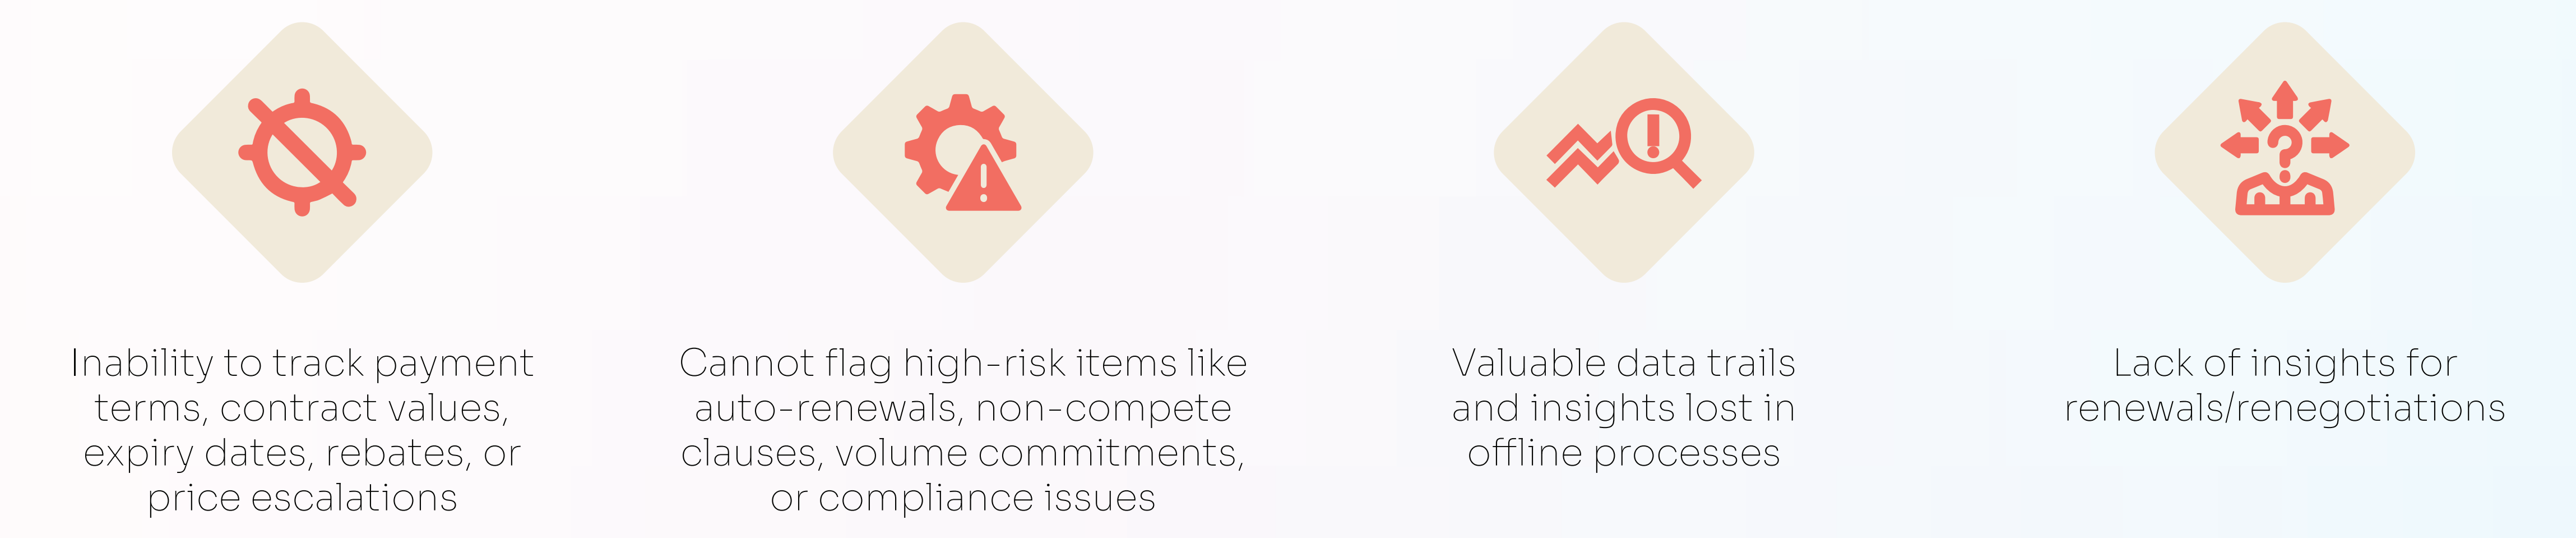 Inability to track payment
terms, contract values,
expiry dates, rebates, or
price escalations
Cannot flag high-risk items like
auto-renewals, non-compete
clauses, volume commitments,
or compliance issues
Valuable data trails
and insights lost in
offline processes
Lack of insights for
renewals/renegotiations